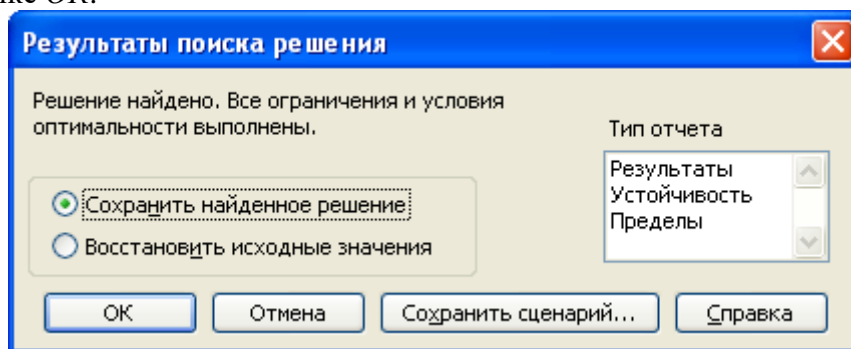 Результаты поиска решения
Решение найдено. Все ограничения и условия
оптимальности выполнены.
Тип отчета
Результаты
Устойчивость
Пределы
Сохранить найденное решение
Восстановить исходные значения
ОК
Отмена
Сохранить сценарий...
Справка